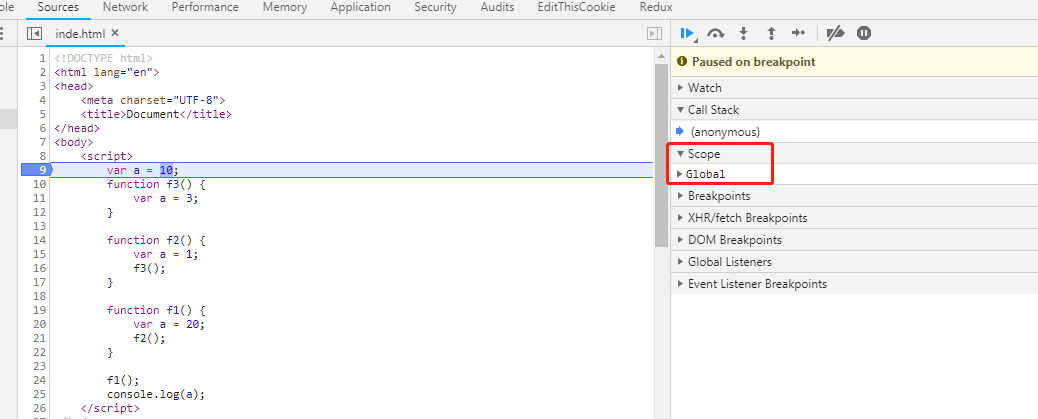 Sources Network Performance Memory Application Security Audits EditThisCookie Redux
inde.html ×
Paused on breakpoint
Watch
Call Stack
(anonymous)
Scope
Global
Breakpoints
XHR/fetch Breakpoints
DOM Breakpoints
Global Listeners
Event Listener Breakpoints
1 <!DOCTYPE html>
2 <html lang="en">
3 <head>
4 <meta charset="UTF-8">
5 <title>Document</title>
6 </head>
7 <body>
8 <script>
9 var a = 10;
10 function f3() {
11 var a = 3;
12 }
13
14 function f2() {
15 var a = 1;
16 f3();
17 }
18
19 function f1() {
20 var a = 20;
21 f2();
22 }
23
24 f1();
25 console.log(a);
26 </script>